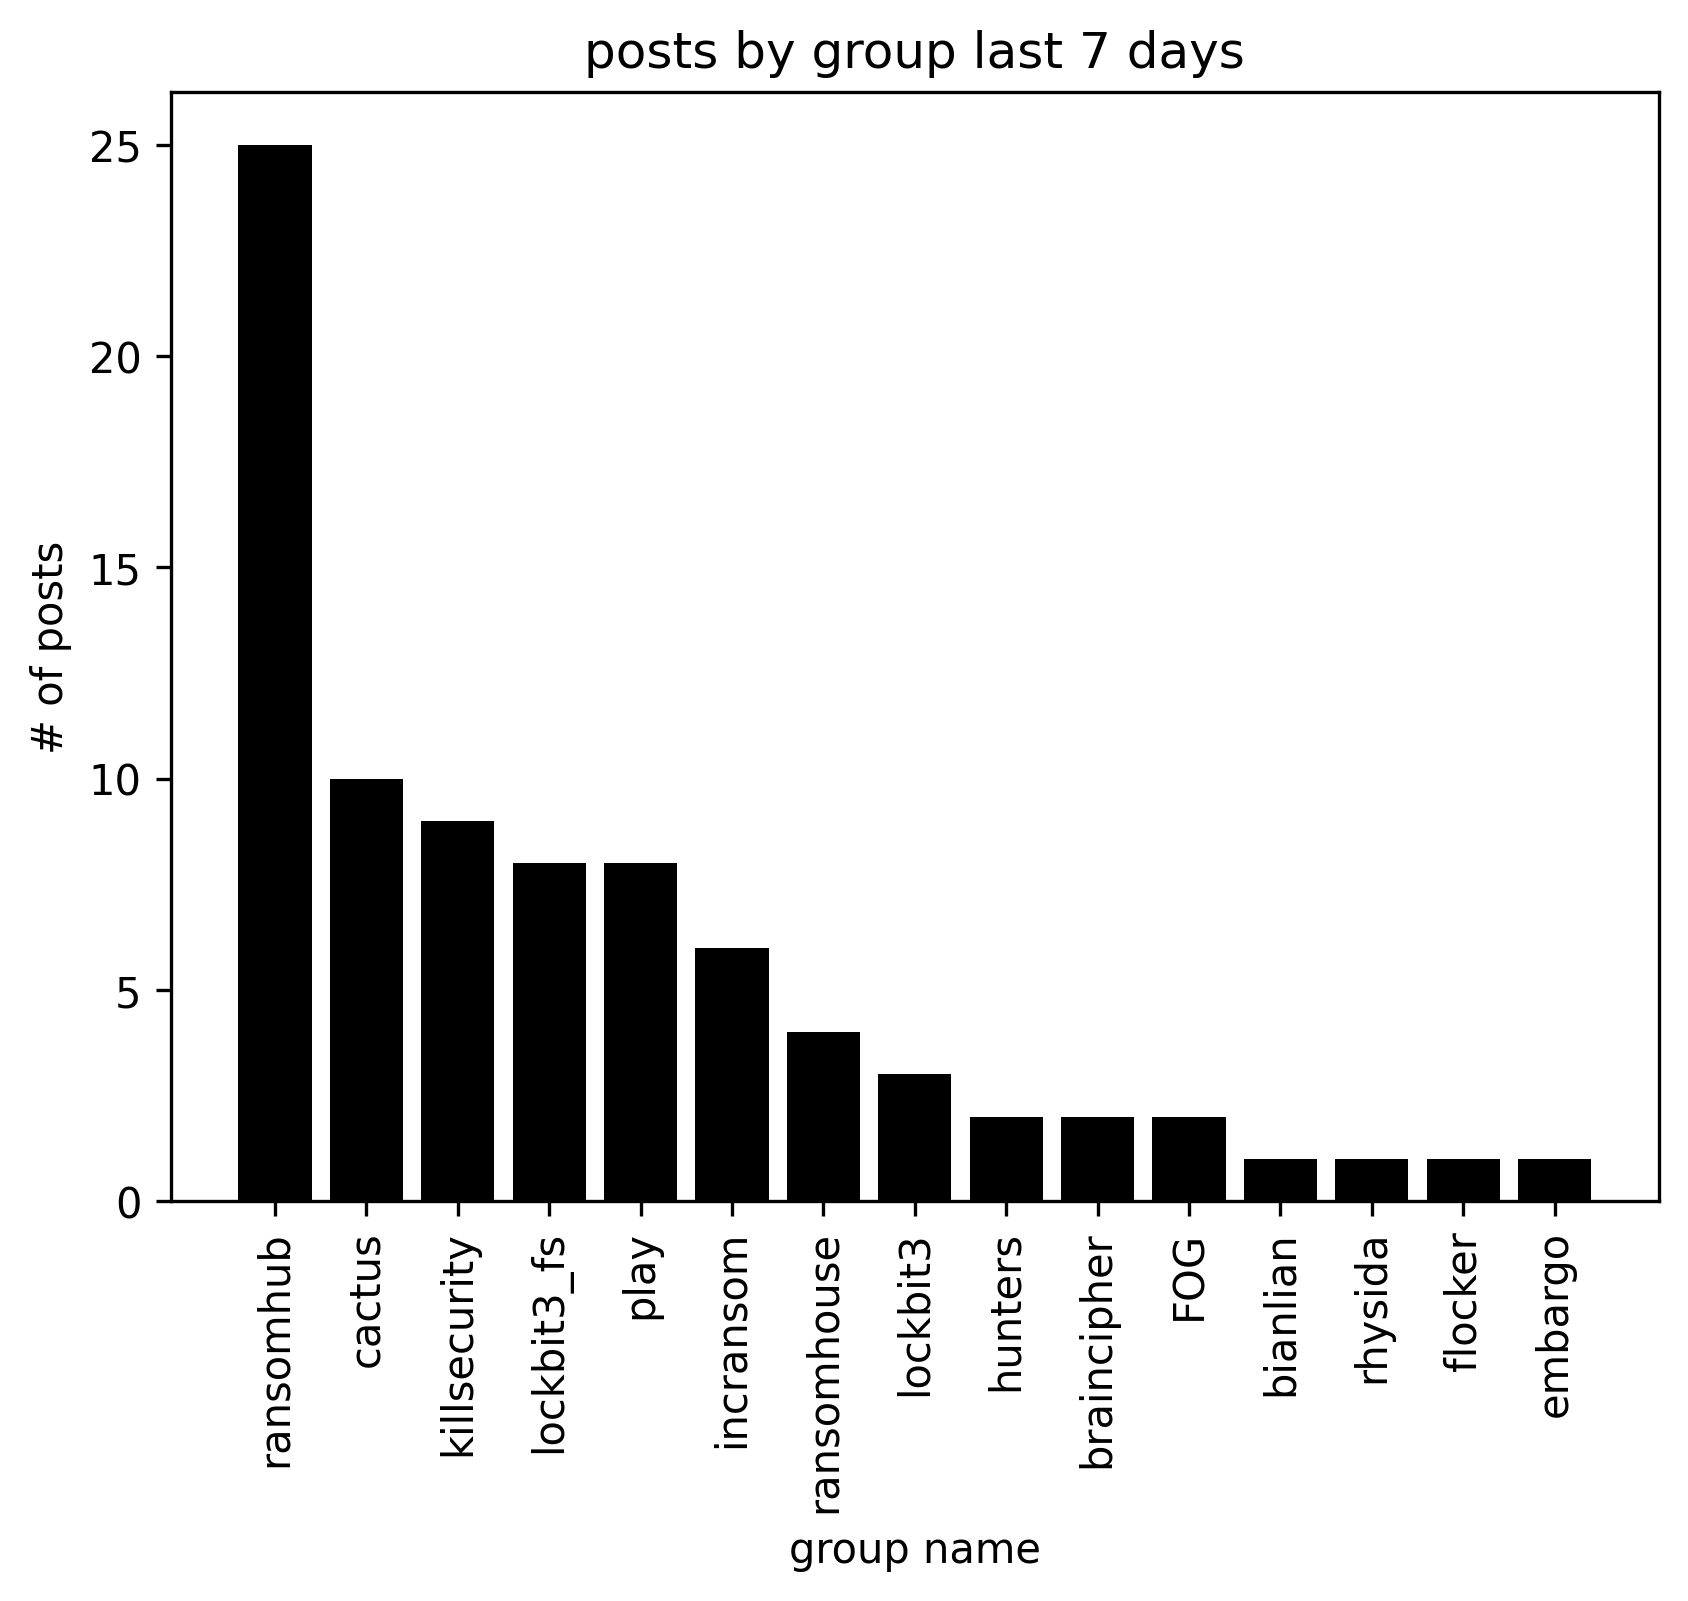 posts by group last 7 days
# of posts
25
20
15
10
5
0
ransomhub
cactus
killsecurity
lockbit3_fs
play
incransom
ransomhouse
lockbit3
hunters
braincipher
FOG
bianlian
rhysida
flocker
embargo
group name